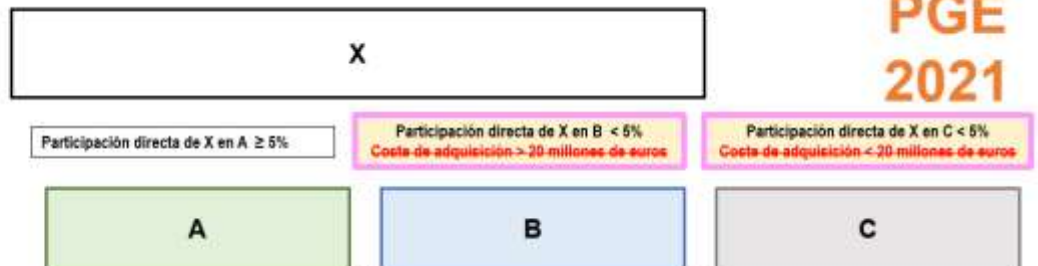 PGE
2021
X
Participación directa de X en A ≥ 5%
Participación directa de X en B < 5%
Coste de adquisición > 20 millones de euros
Participación directa de X en C < 5%
Coste de adquisición < 20 millones de euros
A
B
C